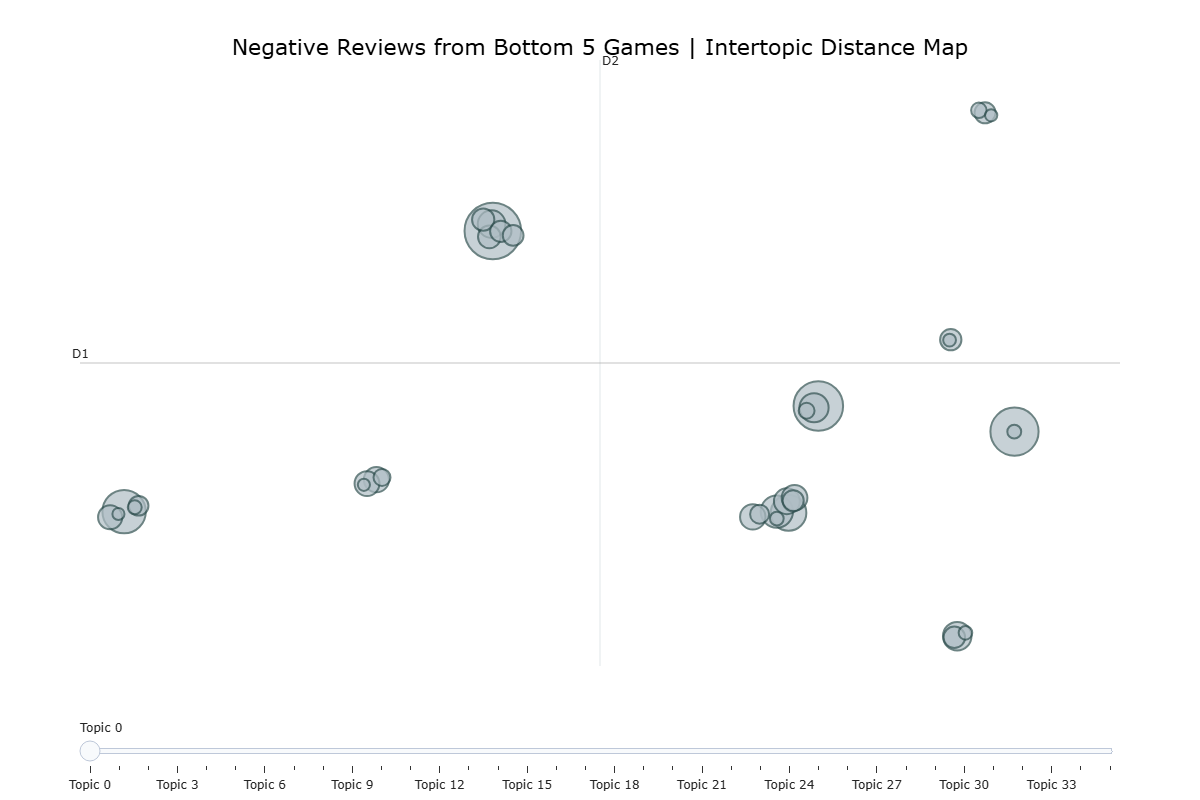 Negative Reviews from Bottom 5 Games | Intertopic Distance Map
D2
D1
Topic 0
Topic 0 Topic 3 Topic 6 Topic 9 Topic 12 Topic 15 Topic 18 Topic 21 Topic 24 Topic 27 Topic 30 Topic 33